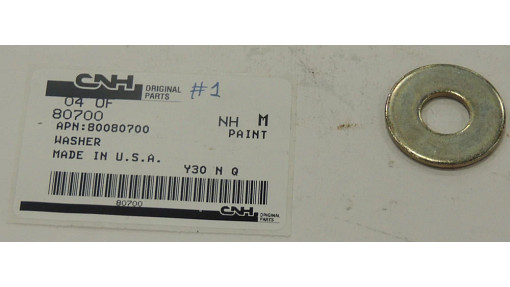 CNH ORIGINAL PARTS #1
04 OF
80700 NH M
APN:80080700 PAINT
WASHER
MADE IN U.S.A.
Y30 N Q
80700
CNH ORIGINAL PARTS